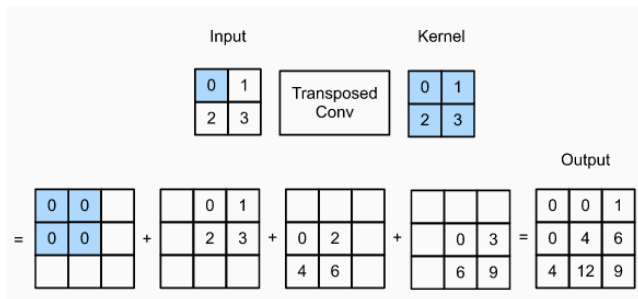 Input Kernel
0 1 Transposed 0 1
2 3 Conv 2 3
Output
0 0 0 1 0 0 1
= 0 0 + 2 3 + 0 2 + 0 3 = 0 4 6
4 6 6 9 4 12 9